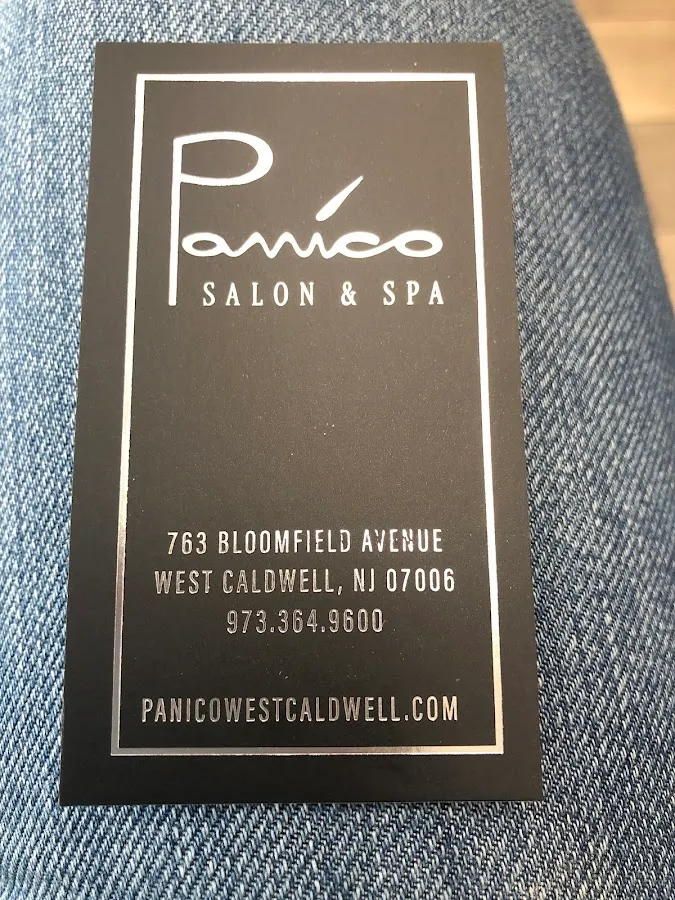 Panico
SALON & SPA
763 BLOOMFIELD AVENUE
WEST CALDWELL, NJ 07006
973.364.9600
PANICOWESTCALDWELL.COM